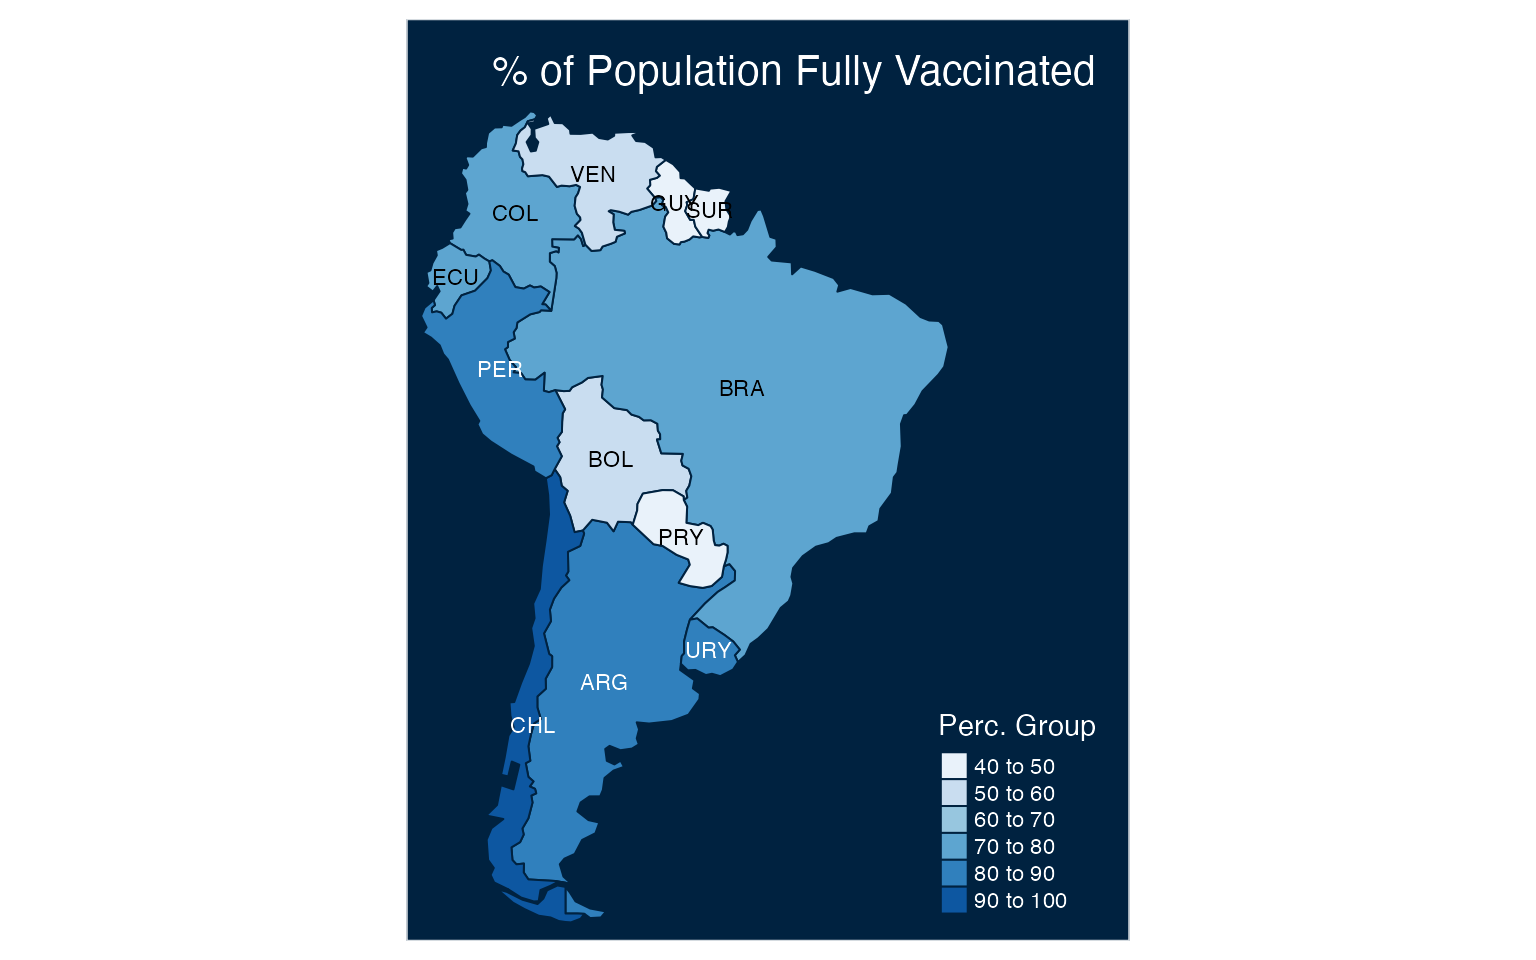 % of Population Fully Vaccinated
VEN
GUY
SUR
COL
ECU
PER
BRA
BOL
PRY
URY
ARG
CHL
Perc. Group
40 to 50
50 to 60
60 to 70
70 to 80
80 to 90
90 to 100